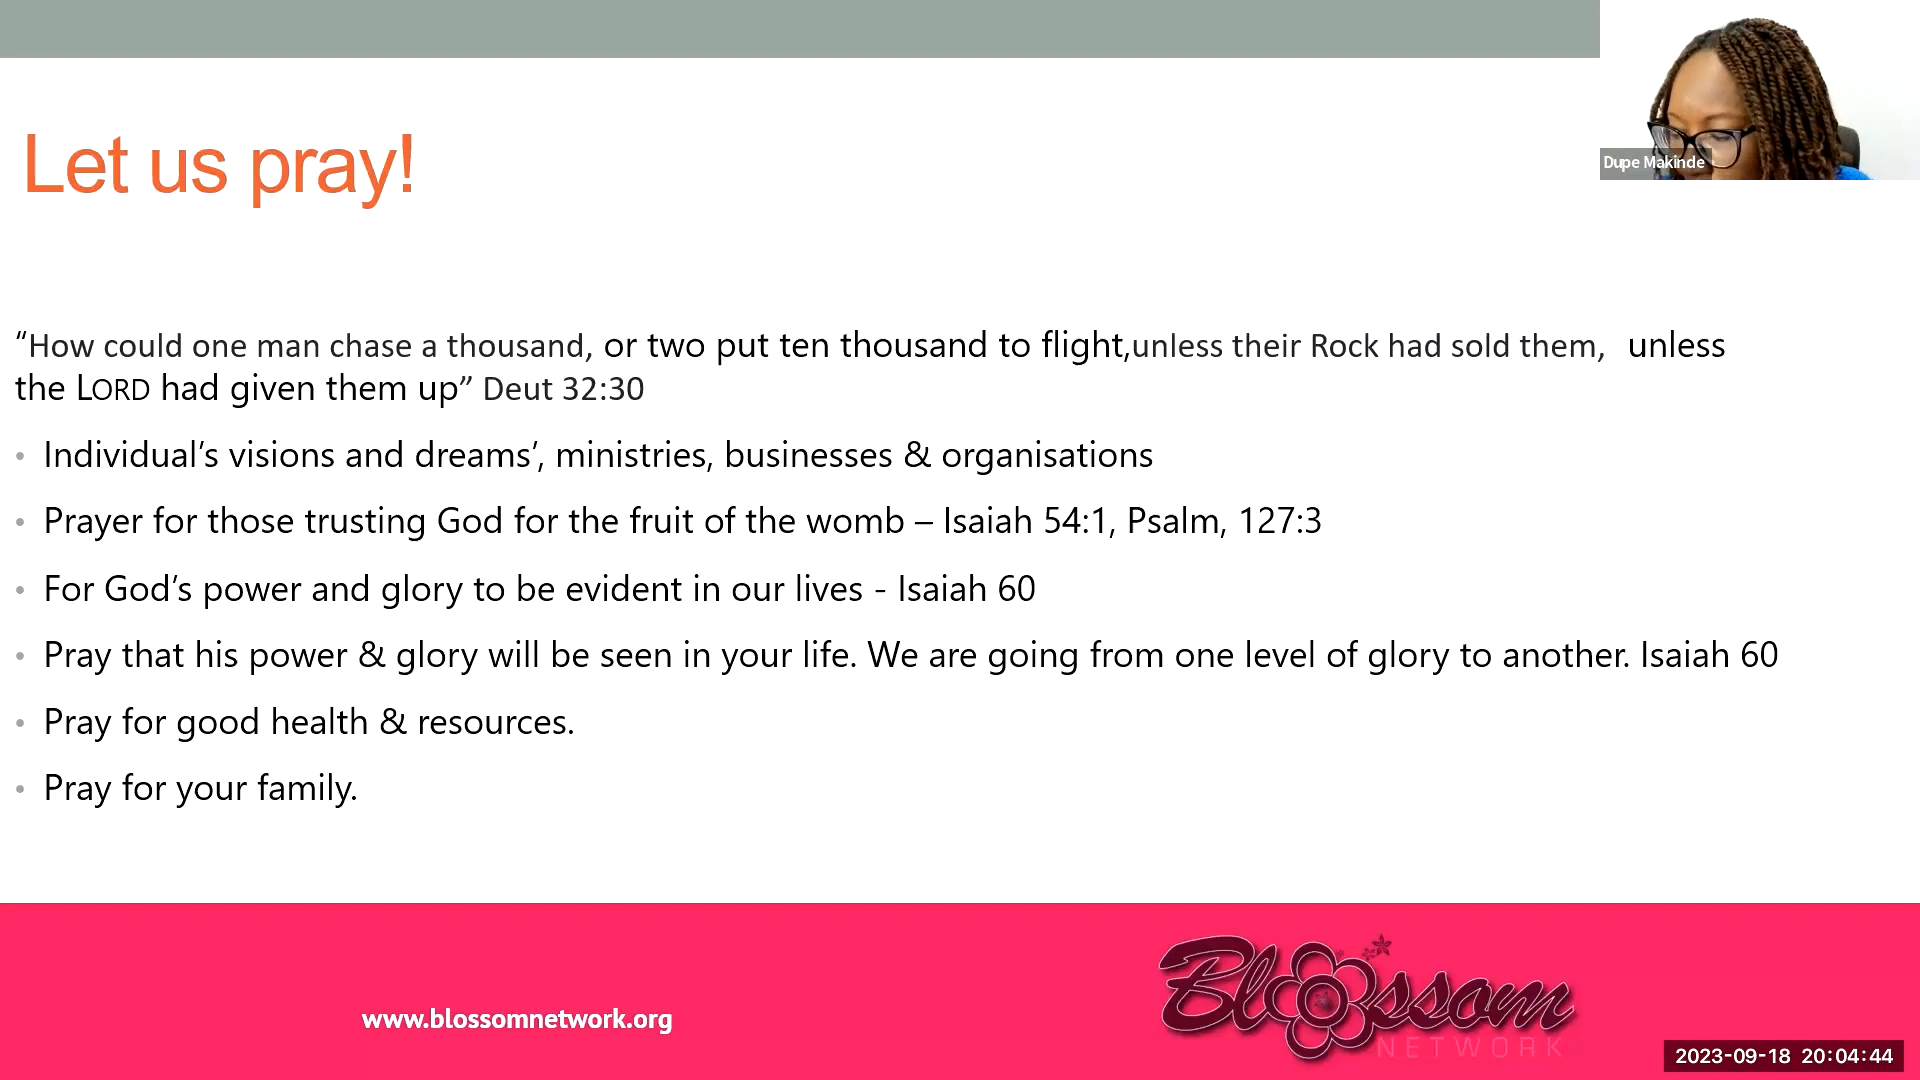 Dupe Makinde
Let us pray!
“How could one man chase a thousand, or two put ten thousand to flight,unless their Rock had sold them, unless
the LORD had given them up” Deut 32:30
• Individual’s visions and dreams’, ministries, businesses & organisations
• Prayer for those trusting God for the fruit of the womb – Isaiah 54:1, Psalm, 127:3
• For God’s power and glory to be evident in our lives - Isaiah 60
• Pray that his power & glory will be seen in your life. We are going from one level of glory to another. Isaiah 60
• Pray for good health & resources.
• Pray for your family.
www.blossomnetwork.org
Blossom
NETWORK
2023-09-18 20:04:44